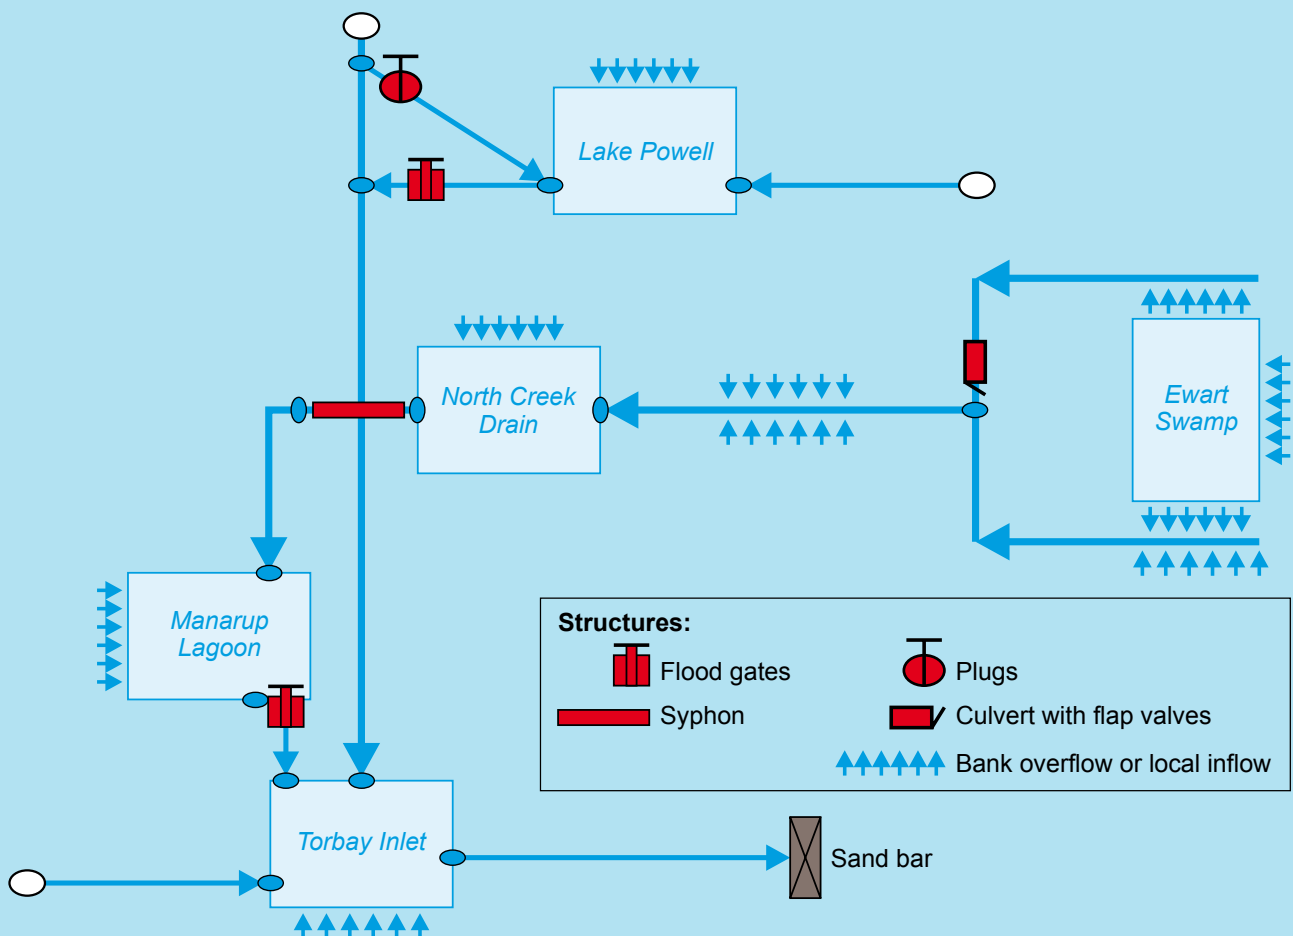 Lake Powell
North Creek
Drain
Ewart
Swamp
Manarup
Lagoon
Structures:
Flood gates
Plugs
Syphon
Culvert with flap valves
Bank overflow or local inflow
Torbay Inlet
Sand bar